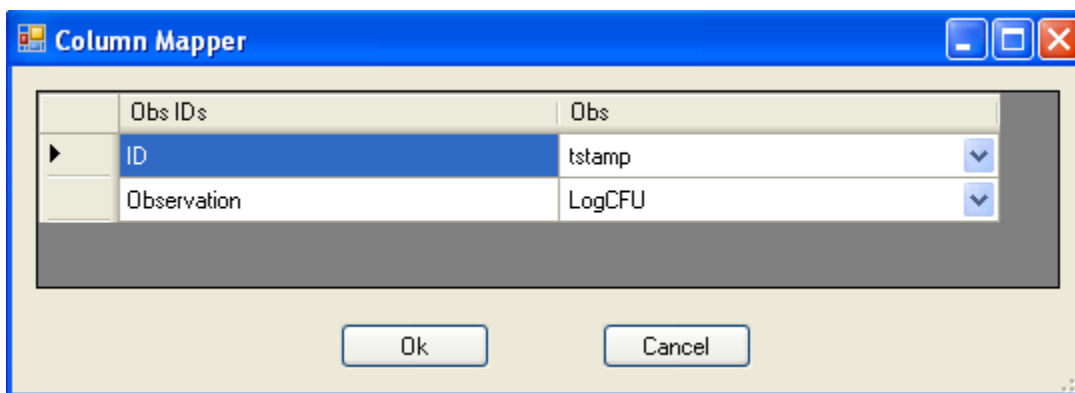 Column Mapper
Obs IDs Obs
ID tstamp
Observation LogCFU
Ok Cancel